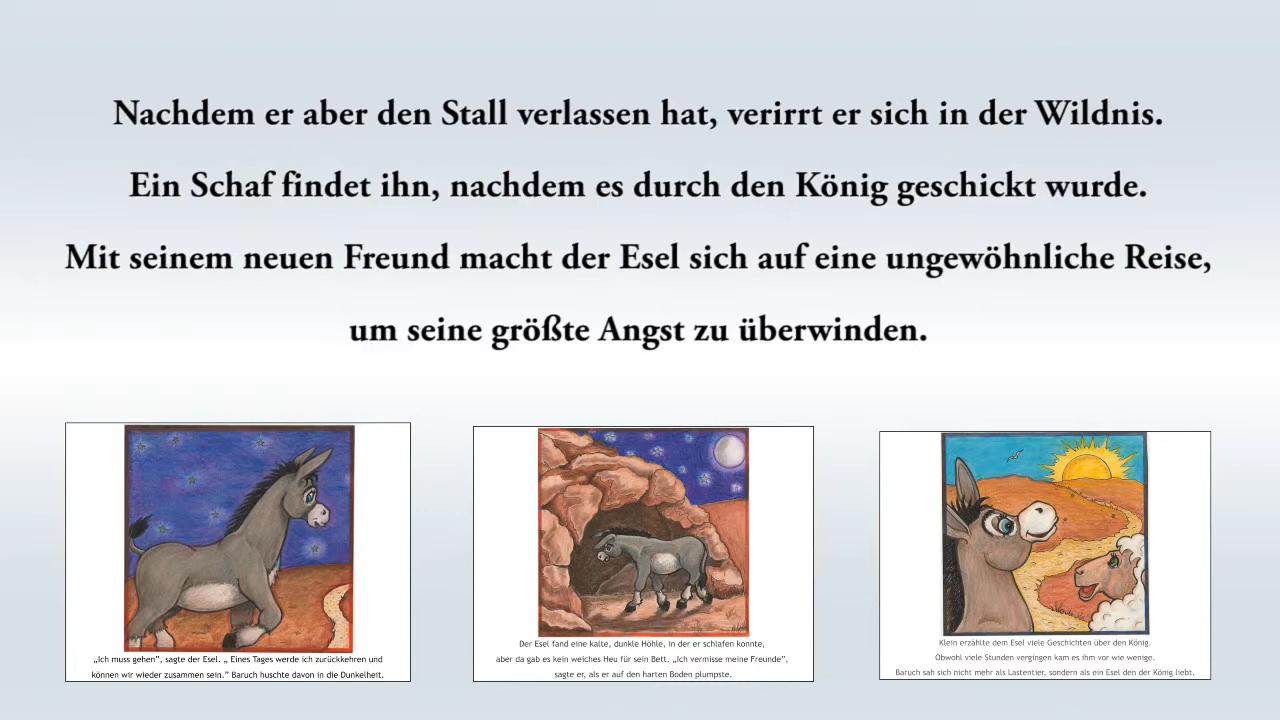 Nachdem er aber den Stall verlassen hat, verirrt er sich in der Wildnis.
Ein Schaf findet ihn, nachdem es durch den König geschickt wurde.
Mit seinem neuen Freund macht der Esel sich auf eine ungewöhnliche Reise,
um seine größte Angst zu überwinden.
„Ich muss gehen“, sagte der Esel. „ Eines Tages werde ich zurückkehren und
können wir wieder zusammen sein.“ Baruch huschte davon in die Dunkelheit.
Der Esel fand eine kalte, dunkle Höhle, in der er schlafen konnte,
aber da gab es kein weiches Heu für sein Bett. „Ich vermisse meine Freunde“,
sagte er, als er auf den harten Boden plumpste.
Klein erzählte dem Esel viele Geschichten über den König.
Obwohl viele Stunden vergingen kam es ihm vor wie wenige.
Baruch sah sich nicht mehr als Lastentier, sondern als ein Esel den der König liebt.